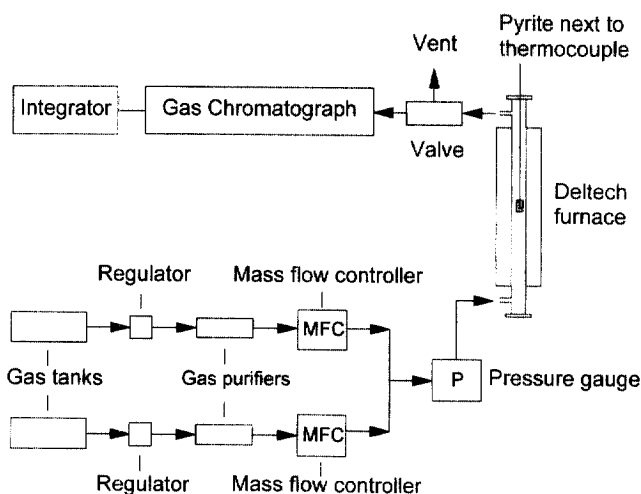 Pyrite next to
thermocouple
Vent
Integrator
Gas Chromatograph
Valve
Deltech
furnace
Regulator
Mass flow controller
MFC
Gas tanks
Gas purifiers
P
Pressure gauge
MFC
Regulator
Mass flow controller